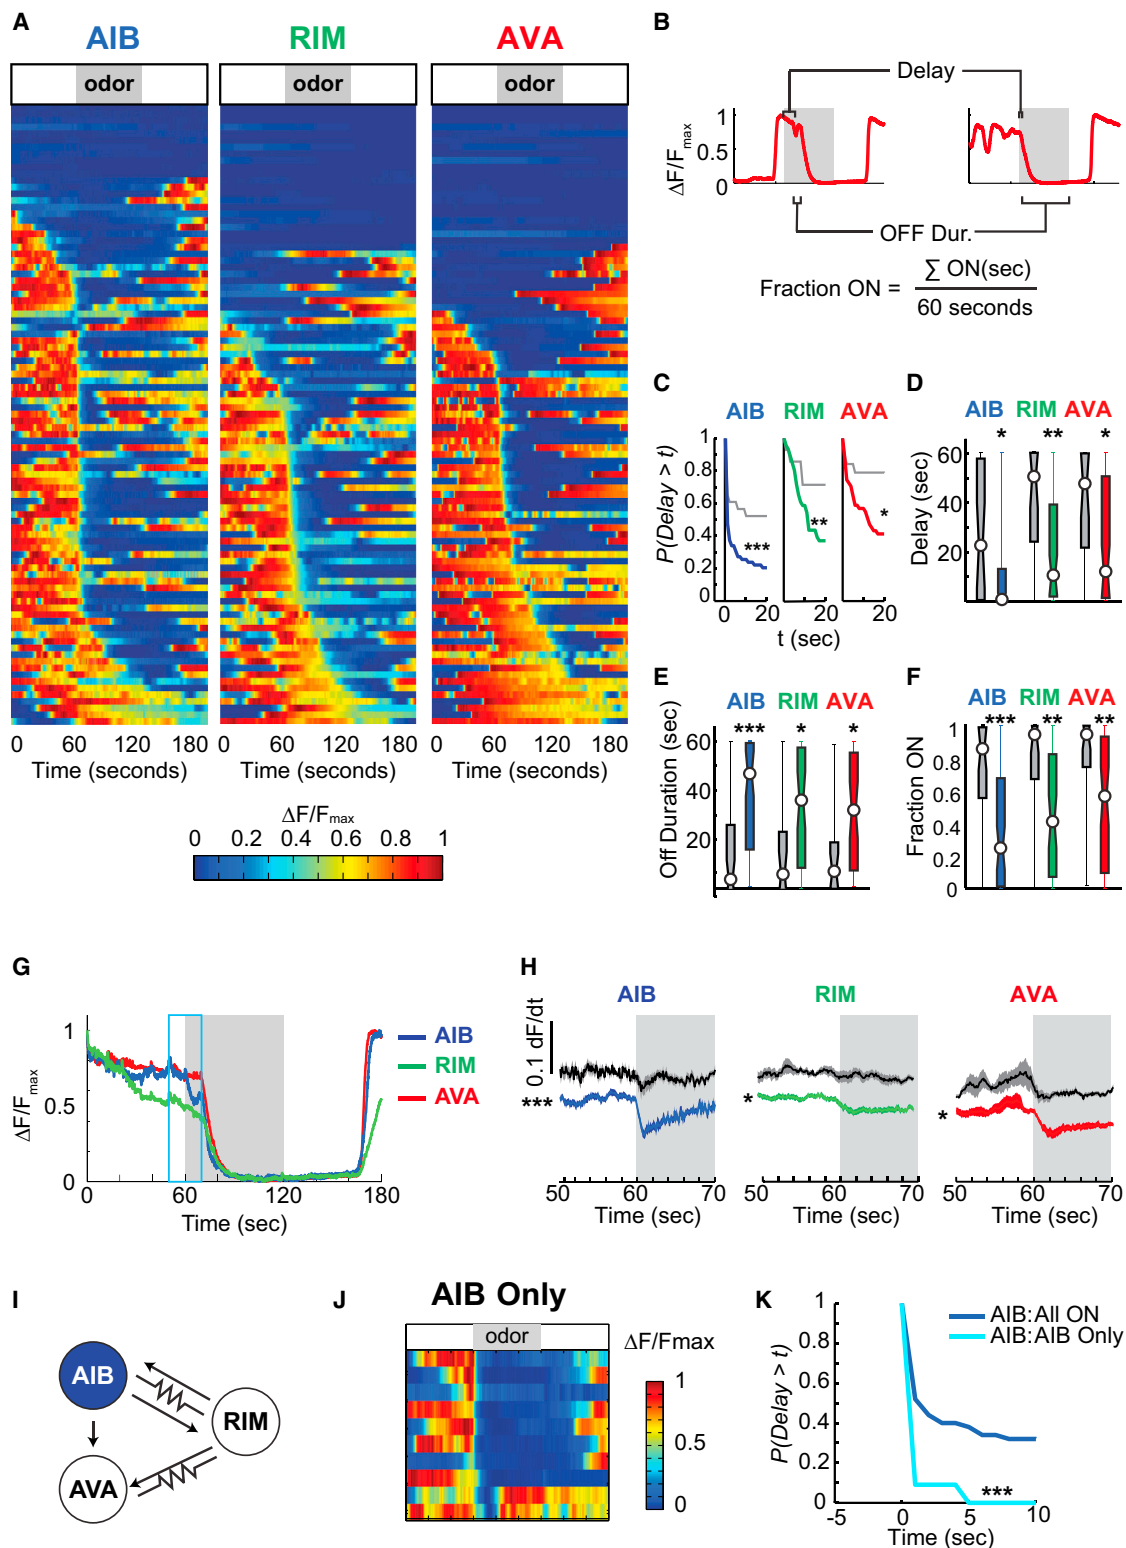 A
AIB RIM AVA
odor odor odor
0 60 120 180 0 60 120 180 0 60 120 180
Time (seconds) Time (seconds) Time (seconds)
ΔF/Fmax
0 0.2 0.4 0.6 0.8 1
B
Delay
ΔF/Fmax
1
0.5
0
OFF Dur.
Fraction ON = ∑ ON(sec)
60 seconds
C
AIB RIM AVA
P(Delay > t)
1
0.8
0.6
0.4
0.2
0
*** ** *
0 20 20 20
t (sec)
D
AIB RIM AVA
* ** *
Delay (sec)
60
40
20
E
AIB RIM AVA
*** * *
Off Duration (sec)
60
40
20
F
AIB RIM AVA
*** ** **
Fraction ON
1
0.8
0.6
0.4
0.2
0
G
ΔF/Fmax
1
0.5
0
0 60 120 180
Time (sec)
AIB
RIM
AVA
H
AIB RIM AVA
0.1 dF/dt
*** * *
50 60 70 50 60 70 50 60 70
Time (sec) Time (sec) Time (sec)
I
AIB
RIM
AVA
J
AIB Only
odor
ΔF/Fmax
1
0.5
0
K
AIB:All ON
AIB:AIB Only
P(Delay > t)
1
0.8
0.6
0.4
0.2
0
***
-5 0 5 10
Time (sec)